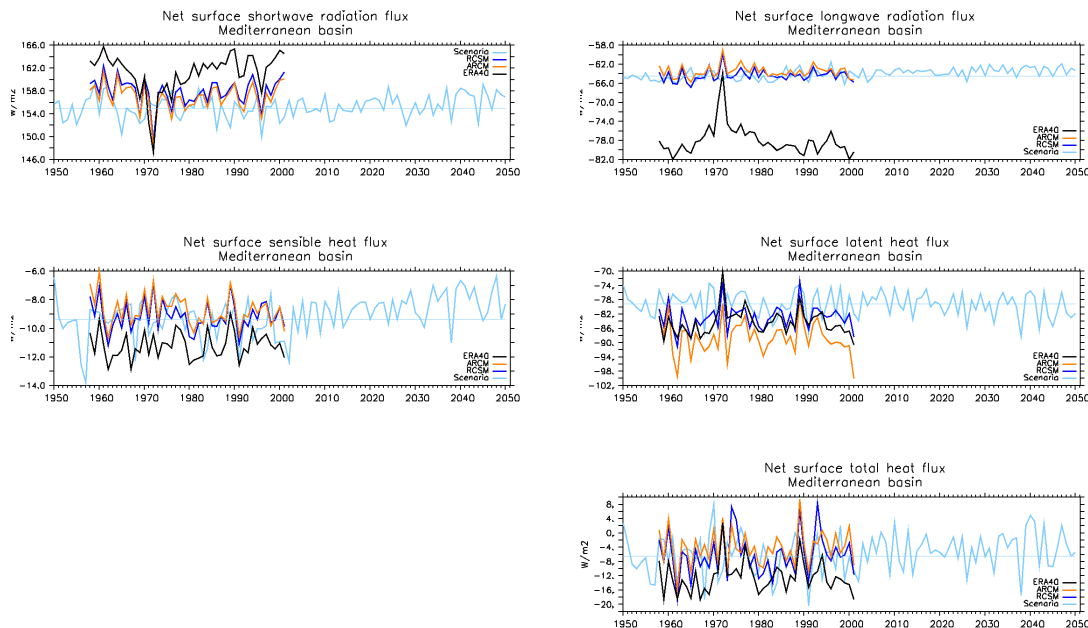 Net surface shortwave radiation flux
Mediterranean basin
166.0
162.0
158.0
154.0
150.0
146.0
w/m2
Scenario
RCSM
ARCM
ERA40
1950 1960 1970 1980 1990 2000 2010 2020 2030 2040 2050
Net surface longwave radiation flux
Mediterranean basin
-58.0
-62.0
-66.0
-70.0
-74.0
-78.0
-82.0
ERA40
ARCM
RCSM
Scenario
1950 1960 1970 1980 1990 2000 2010 2020 2030 2040 2050
Net surface sensible heat flux
Mediterranean basin
-6.0
-8.0
-10.0
-12.0
-14.0
ERA40
ARCM
RCSM
Scenario
1950 1960 1970 1980 1990 2000 2010 2020 2030 2040 2050
Net surface latent heat flux
Mediterranean basin
-70.
-74.
-78.
-82.
-86.
-90.
-94.
-98.
-102.
ERA40
ARCM
RCSM
Scenario
1950 1960 1970 1980 1990 2000 2010 2020 2030 2040 2050
Net surface total heat flux
Mediterranean basin
8.
4.
0.
-4.
-8.
-12.
-16.
-20.
W/m2
ERA40
ARCM
RCSM
Scenario
1950 1960 1970 1980 1990 2000 2010 2020 2030 2040 2050